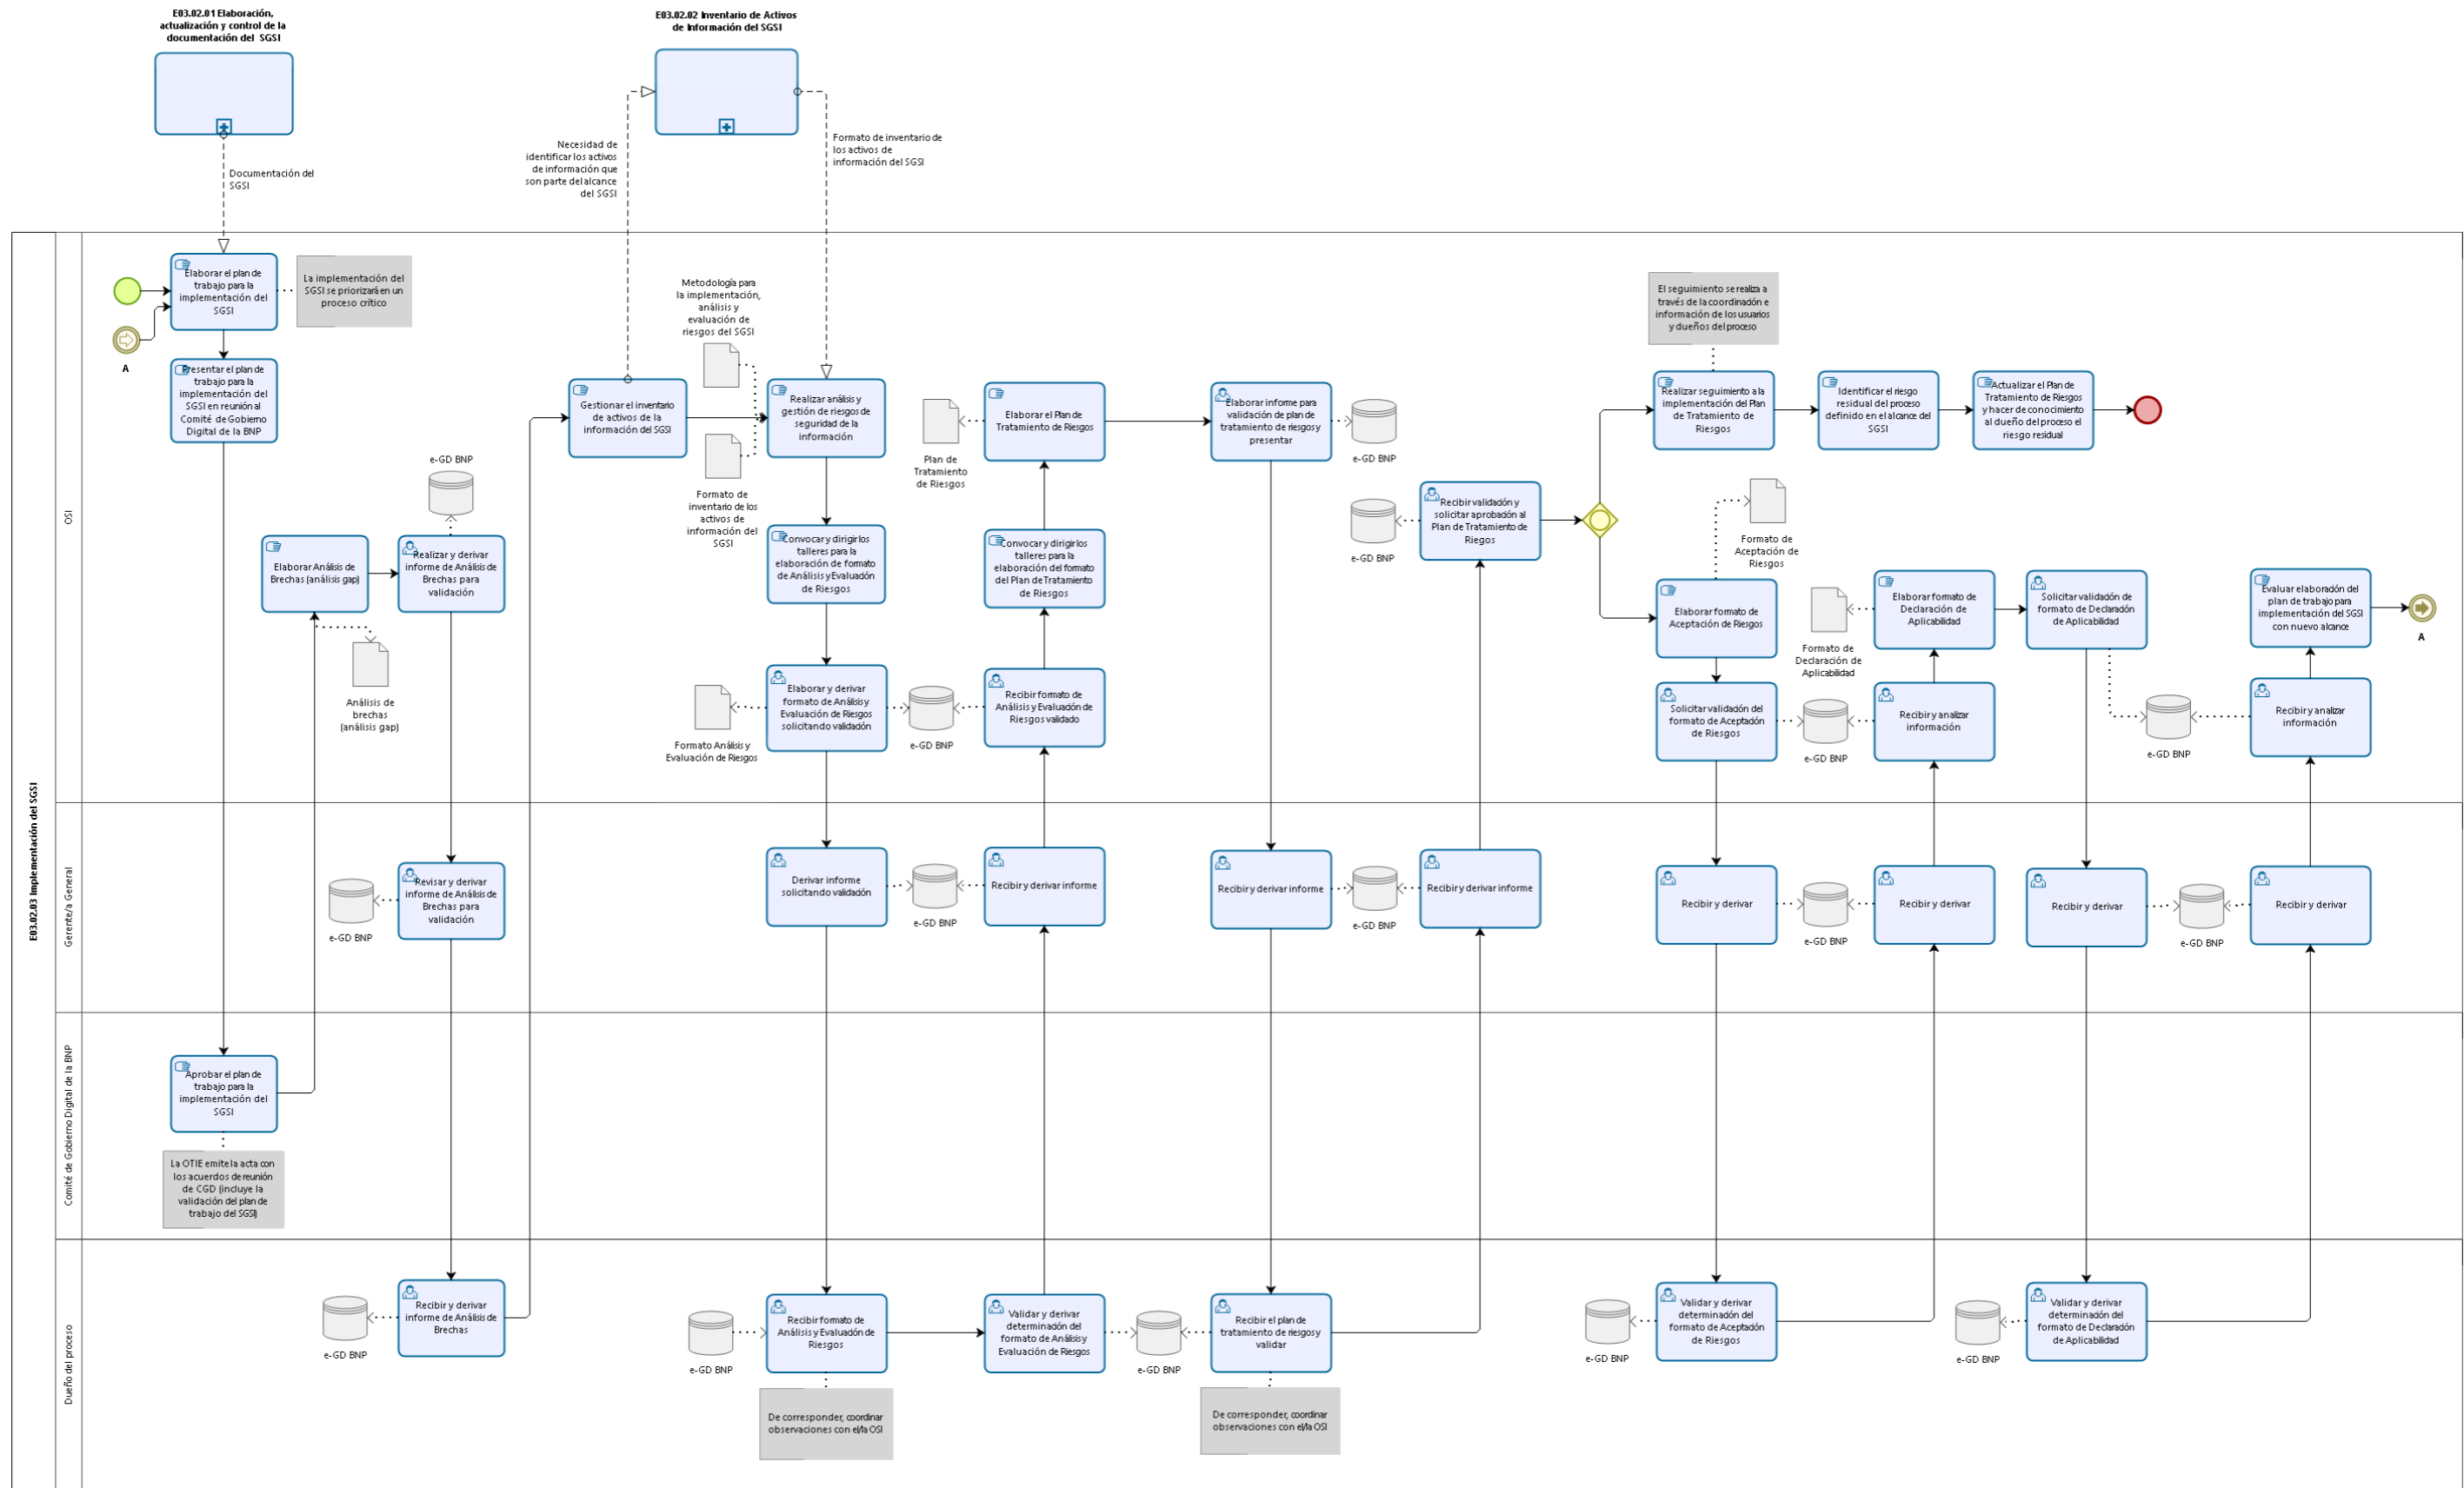 E03.02.01 Elaboración,
actualización y control de la
documentación del SGSI
E03.02.02 Inventario de Activos
de Información del SGSI
Documentación del
SGSI
Necesidad de
identificar los activos
de información que
son parte del alcance
del SGSI
Formato de inventario de
los activos de
información del SGSI
E03.02.03 Implementación del SGSI
OSI
Elaborar el plan de
trabajo para la
implementación del
SGSI
La implementación del
SGSI se priorizará en un
proceso crítico
A
Presentar el plan de
trabajo para la
implementación del
SGSI en reunión al
Comité de Gobierno
Digital de la BNP
e-GD BNP
Elaborar Análisis de
Brechas (análisis gap)
Realizar y derivar
informe de Análisis de
Brechas para
validación
Análisis de
brechas
(análisis gap)
Gestionar el inventario
de activos de la
información del SGSI
Metodología para
la implementación,
análisis y
evaluación de
riesgos del SGSI
Formato de
inventario de los
activos de
información del
SGSI
Realizar análisis y
gestión de riesgos de
seguridad de la
información
Convocar y dirigir los
talleres para la
elaboración de formato
de Análisis y Evaluación
de Riesgos
Elaborar y derivar
formato de Análisis y
Evaluación de Riesgos
solicitando validación
Formato Análisis y
Evaluación de Riesgos
e-GD BNP
Elaborar el Plan de
Tratamiento de Riesgos
Plan de
Tratamiento
de Riesgos
Convocar y dirigir los
talleres para la
elaboración del formato
del Plan de Tratamiento
de Riesgos
Recibir formato de
Análisis y Evaluación de
Riesgos validado
Elaborar informe para
validación de plan de
tratamiento de riesgos y
presentar
e-GD BNP
e-GD BNP
Recibir validación y
solicitar aprobación al
Plan de Tratamiento de
Riegos
El seguimiento se realiza a
través de la coordinación e
información de los usuarios
y dueños del proceso
Realizar seguimiento a la
implementación del Plan
de Tratamiento de
Riesgos
Identificar el riesgo
residual del proceso
definido en el alcance del
SGSI
Actualizar el Plan de
Tratamiento de Riesgos
y hacer de conocimiento
al dueño del proceso el
riesgo residual
Formato de
Aceptación de
Riesgos
Elaborar formato de
Aceptación de Riesgos
Solicitar validación del
formato de Aceptación
de Riesgos
e-GD BNP
Formato de
Declaración de
Aplicabilidad
Elaborar formato de
Declaración de
Aplicabilidad
Recibir y analizar
información
Solicitar validación de
formato de Declaración
de Aplicabilidad
e-GD BNP
Evaluar elaboración del
plan de trabajo para
implementación del SGSI
con nuevo alcance
A
Recibir y analizar
información
Gerente/a General
e-GD BNP
Revisar y derivar
informe de Análisis de
Brechas para
validación
Derivar informe
solicitando validación
e-GD BNP
Recibir y derivar informe
Recibir y derivar informe
e-GD BNP
Recibir y derivar informe
Recibir y derivar
e-GD BNP
Recibir y derivar
Recibir y derivar
e-GD BNP
Recibir y derivar
Comité de Gobierno Digital de la BNP
Aprobar el plan de
trabajo para la
implementación del
SGSI
La OTIE emite la acta con
los acuerdos de reunión
de CGD (incluye la
validación del plan de
trabajo del SGSI)
Dueño del proceso
e-GD BNP
Recibir y derivar
informe de Análisis de
Brechas
e-GD BNP
Recibir formato de
Análisis y Evaluación de
Riesgos
De corresponder, coordinar
observaciones con el/la OSI
Validar y derivar
determinación del
formato de Análisis y
Evaluación de Riesgos
e-GD BNP
Recibir el plan de
tratamiento de riesgos y
validar
De corresponder, coordinar
observaciones con el/la OSI
e-GD BNP
Validar y derivar
determinación del
formato de Aceptación
de Riesgos
e-GD BNP
Validar y derivar
determinación del
formato de Declaración
de Aplicabilidad